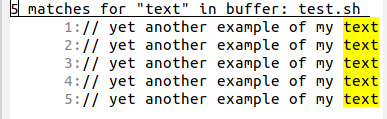 5 matches for "text" in buffer: test.sh
1:// yet another example of my text
2:// yet another example of my text
3:// yet another example of my text
4:// yet another example of my text
5:// yet another example of my text